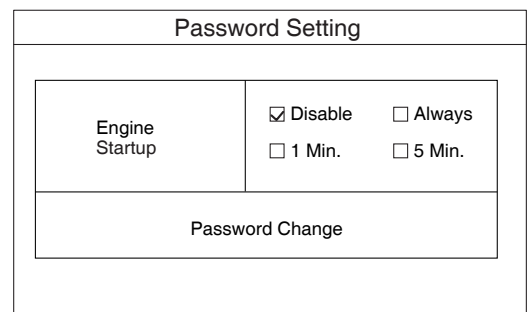 Password Setting
Engine
Startup
Disable
Always
1 Min.
5 Min.
Password Change